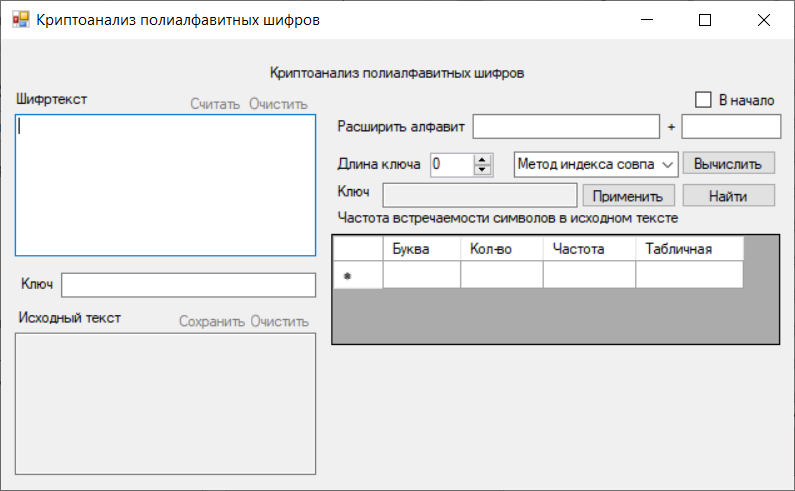 Криптоанализ полиалфавитных шифров
Криптоанализ полиалфавитных шифров
Шифртекст
Считать Очистить
В начало
Расширить алфавит +
Длина ключа 0 Метод индекса совпа Вычислить
Ключ Применить Найти
Частота встречаемости символов в исходном тексте
Буква Кол-во Частота Табличная
Ключ
Исходный текст
Сохранить Очистить